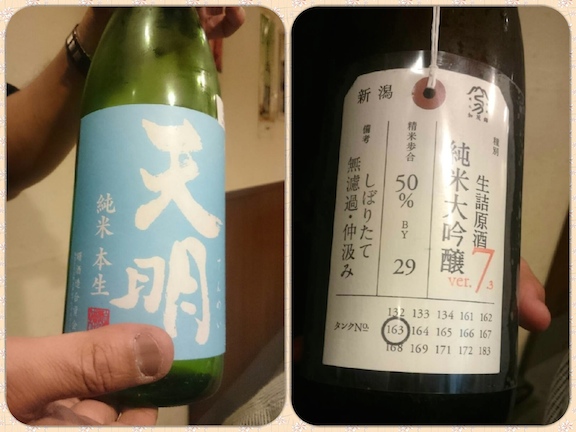 天明
純米 本生
新潟
種別
生詰原酒
純米大吟醸
ver.7.3
精米歩合
50%
BY
29
備考
しぼりたて
無濾過・仲汲み
タンクNo.
132 133 134 161 162
163 164 165 166 167
168 169 171 172 183